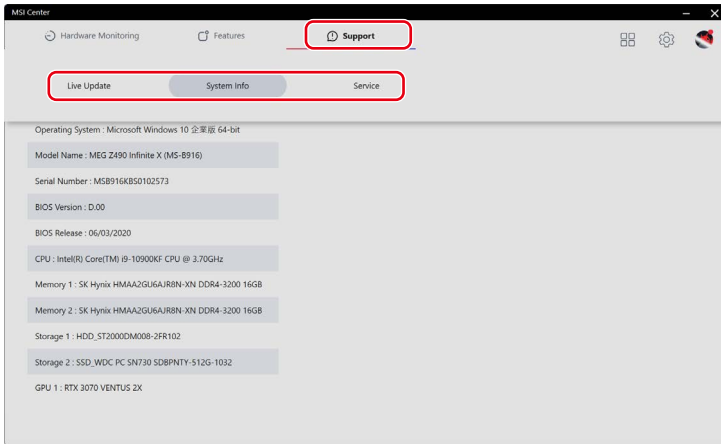 MSI Center
Hardware Monitoring
Features
Support
Live Update
System Info
Service
Operating System : Microsoft Windows 10 企業版 64-bit
Model Name : MEG Z490 Infinite X (MS-B916)
Serial Number : MSB916KBS0102573
BIOS Version : D.00
BIOS Release : 06/03/2020
CPU : Intel(R) Core(TM) i9-10900KF CPU @ 3.70GHz
Memory 1 : SK Hynix HMAA2GU6AJR8N-XN DDR4-3200 16GB
Memory 2 : SK Hynix HMAA2GU6AJR8N-XN DDR4-3200 16GB
Storage 1 : HDD_ST2000DM008-2FR102
Storage 2 : SSD_WDC PC SN730 SDBPNTY-512G-1032
GPU 1 : RTX 3070 VENTUS 2X